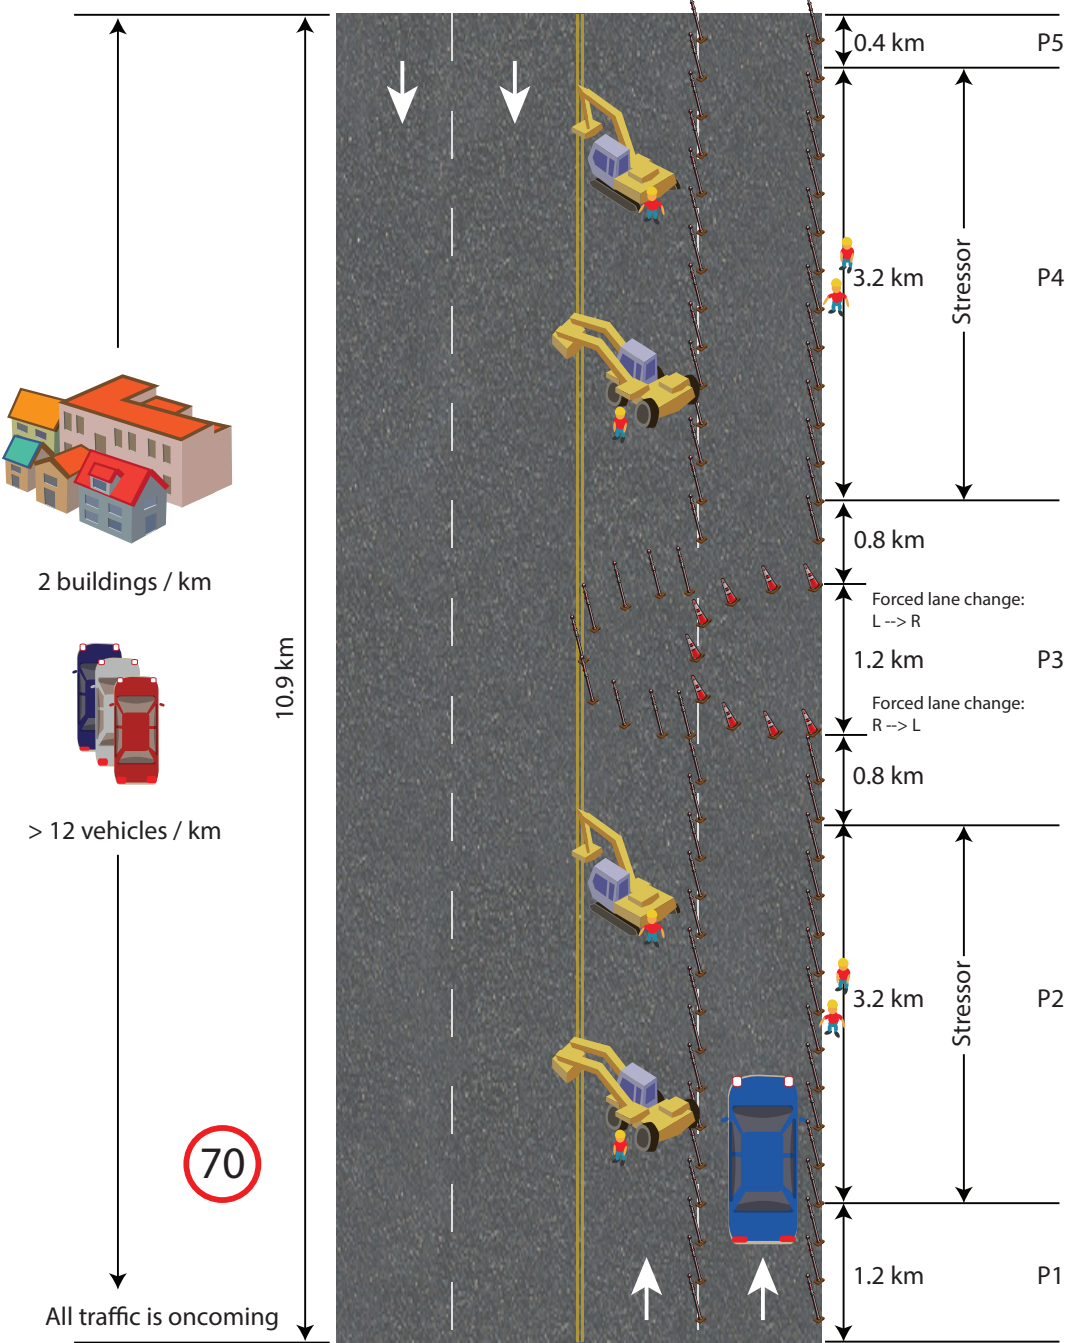 0.4 km
P5
3.2 km
Stressor
P4
0.8 km
2 buildings / km
Forced lane change:
L --> R
1.2 km
P3
10.9 km
Forced lane change:
R --> L
0.8 km
> 12 vehicles / km
3.2 km
Stressor
P2
70
1.2 km
P1
All traffic is oncoming